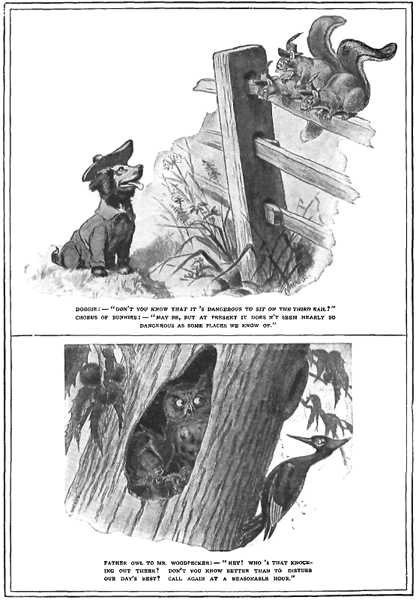 DOGGIE:—"DON'T YOU KNOW THAT IT'S DANGEROUS TO SIT ON THE THIRD RAIL?"
CHORUS OF BUNNIES:—"MAY BE, BUT AT PRESENT IT DOES N'T SEEM NEARLY SO
DANGEROUS AS SOME PLACES WE KNOW OF."
FATHER OWL TO MR. WOODPECKER:—"HEY! WHO'S THAT KNOCK-
ING OUT THERE? DON'T YOU KNOW BETTER THAN TO DISTURB
OUR DAY'S REST? CALL AGAIN AT A REASONABLE HOUR."